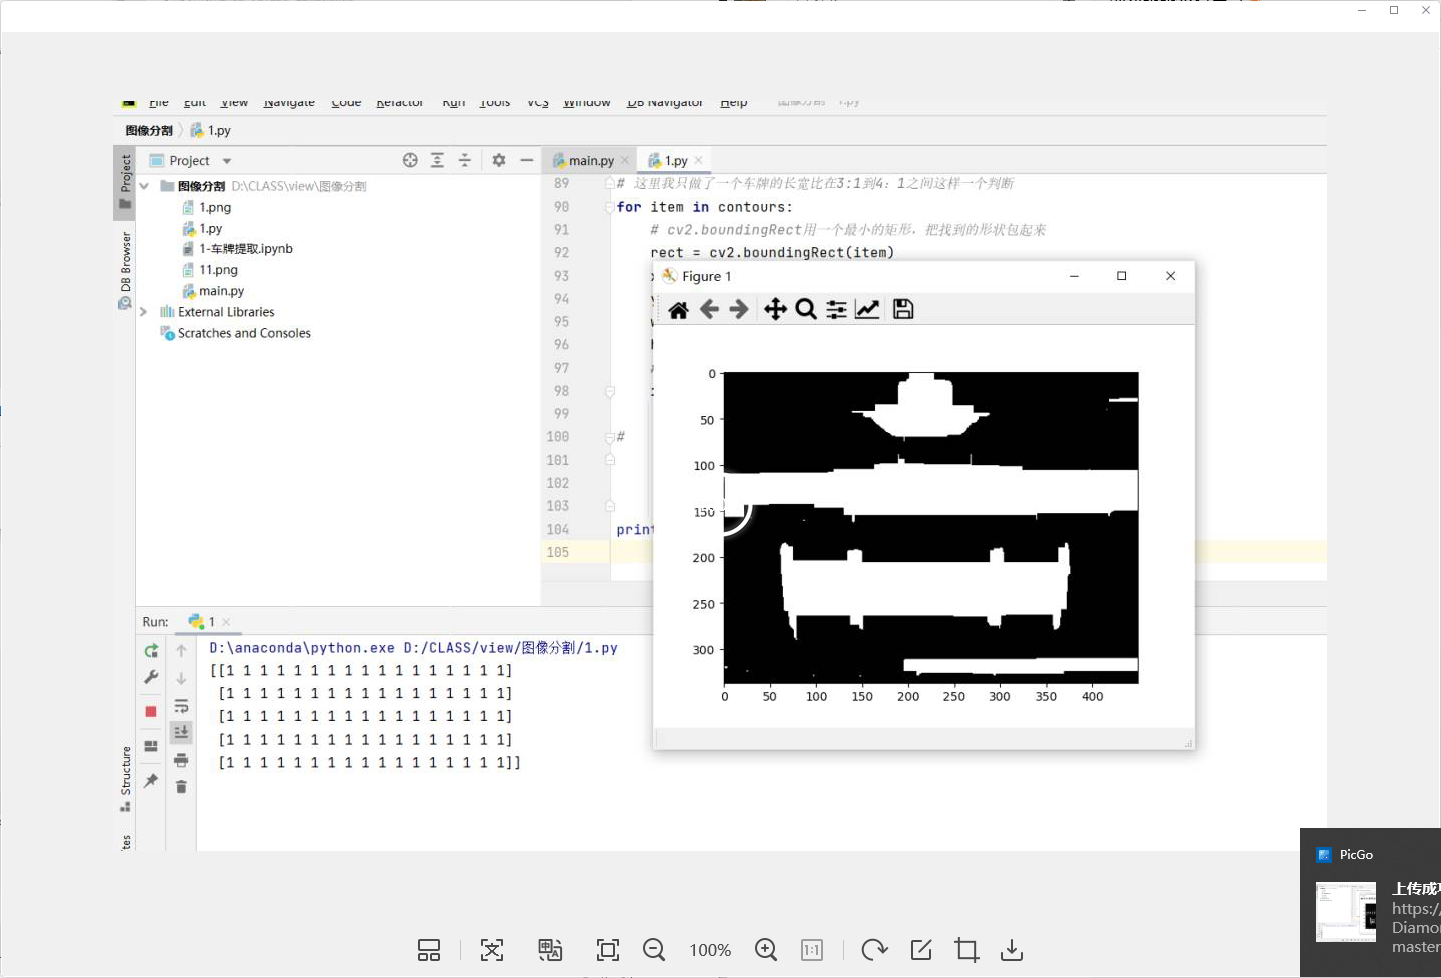 File Edit View Navigate Code Refactor Run Tools VCS Window DB Navigator Help 图像分割 1.py
图像分割 1.py
Project
Project
main.py
1.py
图像分割 D:\CLASS\view\图像分割
1.png
1.py
1-车牌提取.ipynb
11.png
main.py
External Libraries
Scratches and Consoles
DB Browser
89 # 这里我只做了一个车牌的长宽比在3:1到4：1之间这样一个判断
90 for item in contours:
91 # cv2.boundingRect用一个最小的矩形，把找到的形状包起来
92 rect = cv2.boundingRect(item)
93
94
95
96
97
98
99
100 #
101
102
103
104 print
105
Figure 1
0
50
100
150
200
250
300
0 50 100 150 200 250 300 350 400
Run: 1
D:\anaconda\python.exe D:/CLASS/view/图像分割/1.py
[[1 1 1 1 1 1 1 1 1 1 1 1 1 1 1 1 1]
[1 1 1 1 1 1 1 1 1 1 1 1 1 1 1 1 1]
[1 1 1 1 1 1 1 1 1 1 1 1 1 1 1 1 1]
[1 1 1 1 1 1 1 1 1 1 1 1 1 1 1 1 1]
[1 1 1 1 1 1 1 1 1 1 1 1 1 1 1 1 1]]
Structure
PicGo
上传成
https:/
Diamo
master
100%
1:1